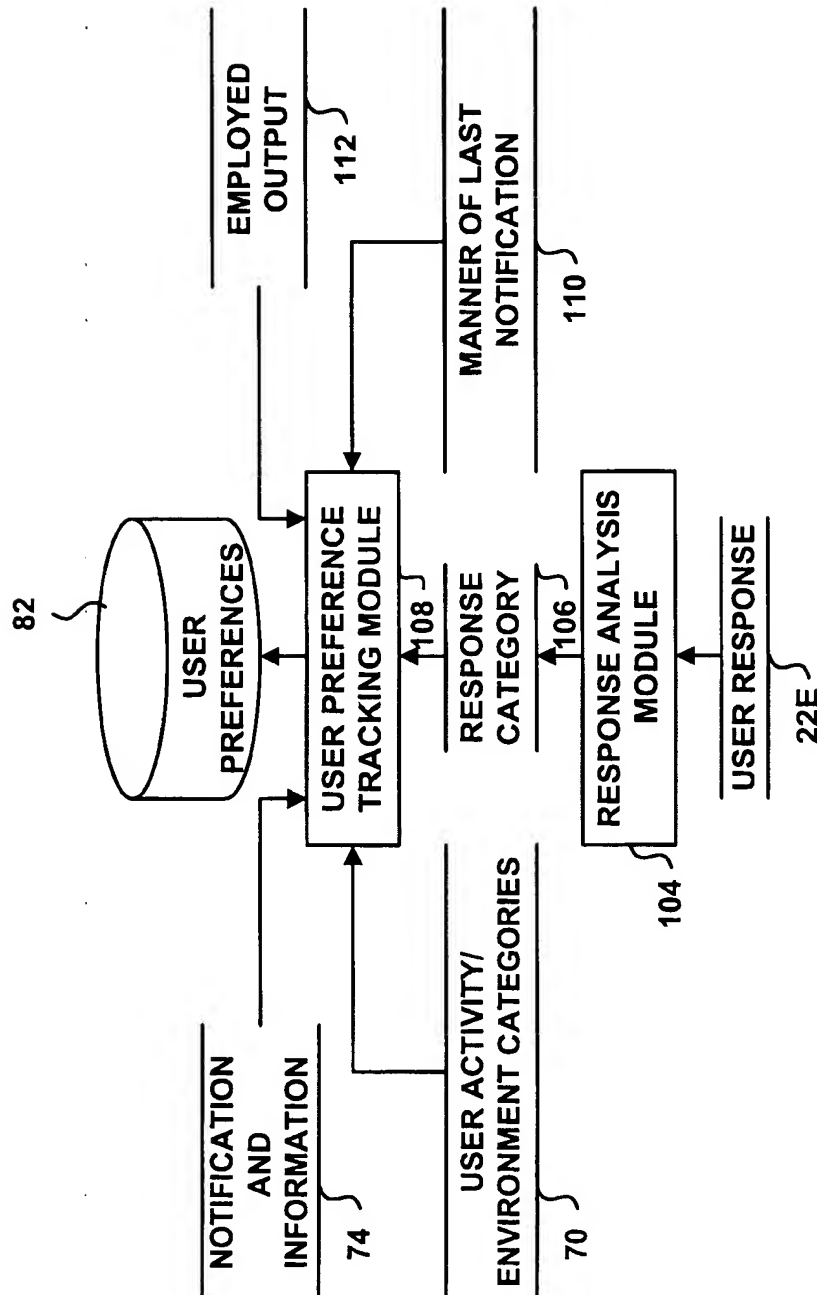 82
USER
PREFERENCES
NOTIFICATION
AND
INFORMATION
74
EMPLOYED
OUTPUT
112
USER PREFERENCE
TRACKING MODULE
108
USER ACTIVITY/
ENVIRONMENT CATEGORIES
70
RESPONSE
CATEGORY
106
MANNER OF LAST
NOTIFICATION
110
RESPONSE ANALYSIS
MODULE
104
USER RESPONSE
22E